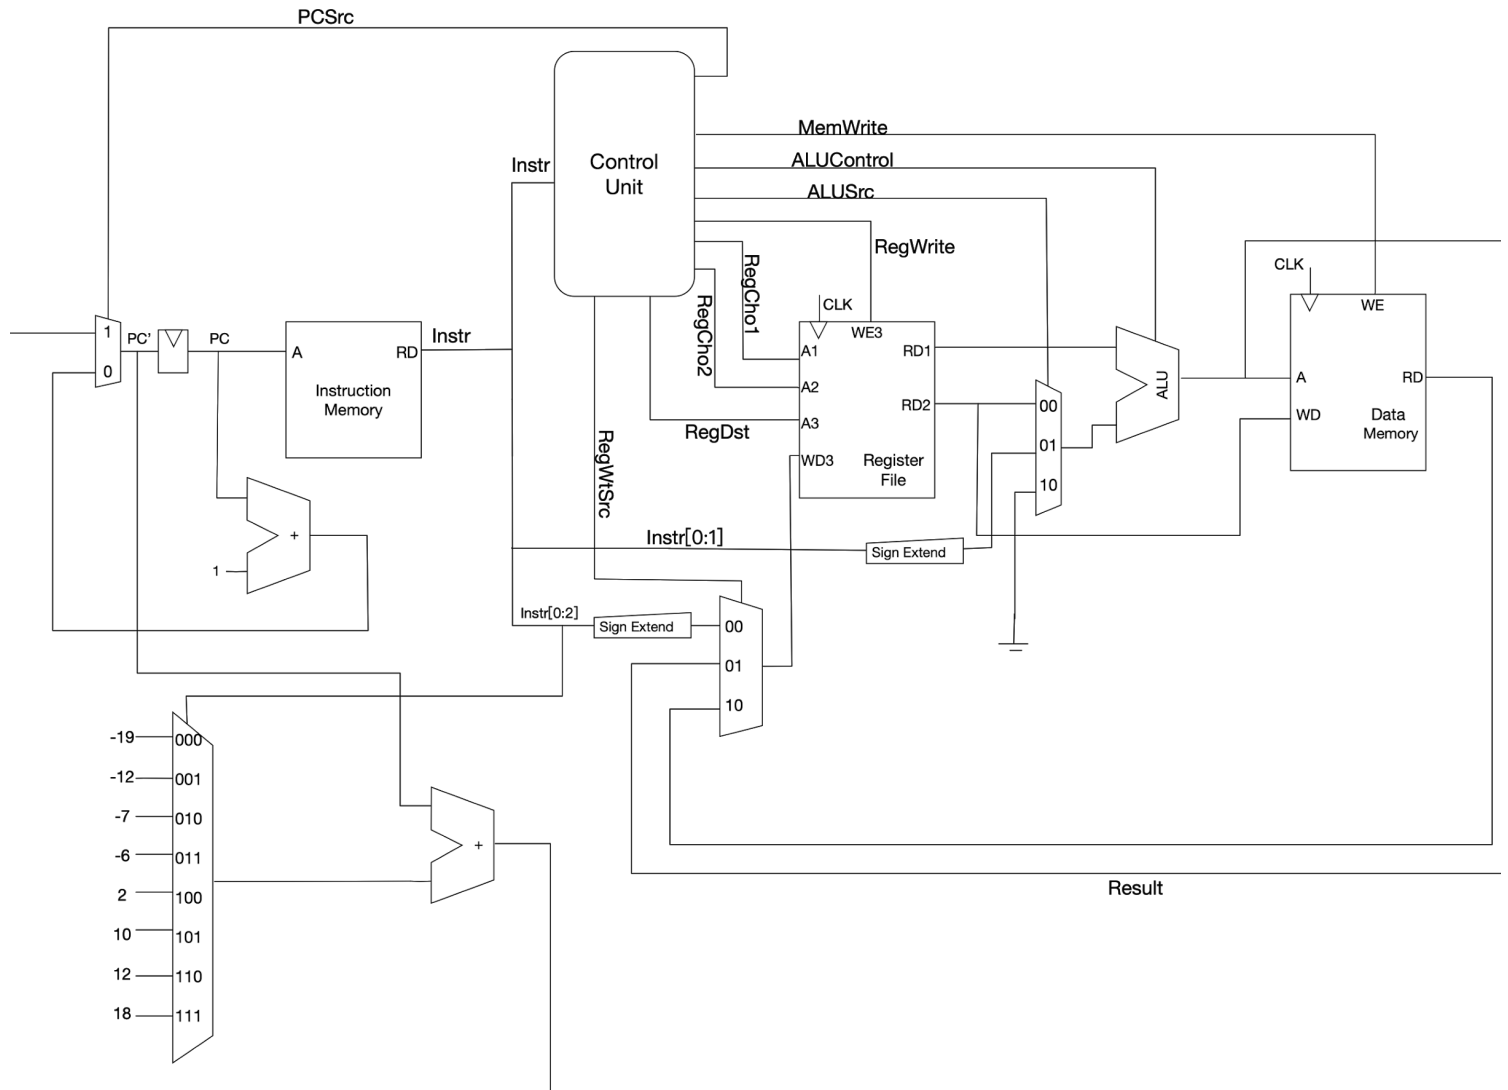 PCSrc
Control
Unit
Instr
MemWrite
ALUControl
ALUSrc
RegWrite
RegCho1
RegCho2
RegDst
RegWtSrc
1
0
PC'
PC
A
RD
Instruction
Memory
Instr
+
1
CLK
WE3
A1
A2
A3
WD3
RD1
RD2
Register
File
00
01
10
ALU
CLK
WE
A
WD
RD
Data
Memory
Instr[0:1]
Sign Extend
Instr[0:2]
Sign Extend
00
01
10
Result
-19
000
-12
001
-7
010
-6
011
2
100
10
101
12
110
18
111
+